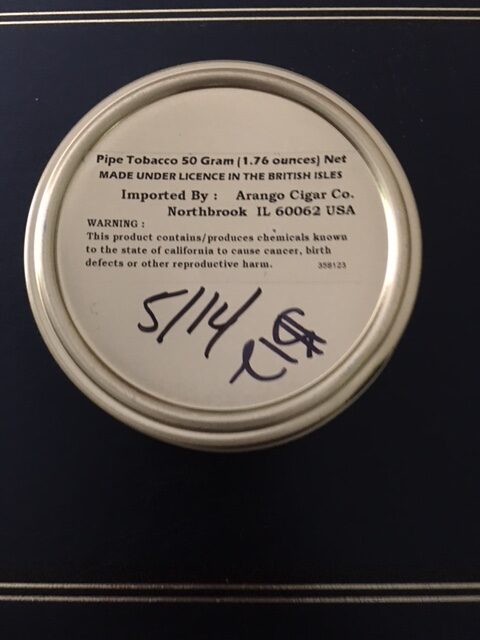 Pipe Tobacco 50 Gram (1.76 ounces) Net
MADE UNDER LICENCE IN THE BRITISH ISLES
Imported By : Arango Cigar Co.
Northbrook IL 60062 USA
WARNING :
This product contains/produces chemicals known
to the state of california to cause cancer, birth
defects or other reproductive harm. 358123
5/14